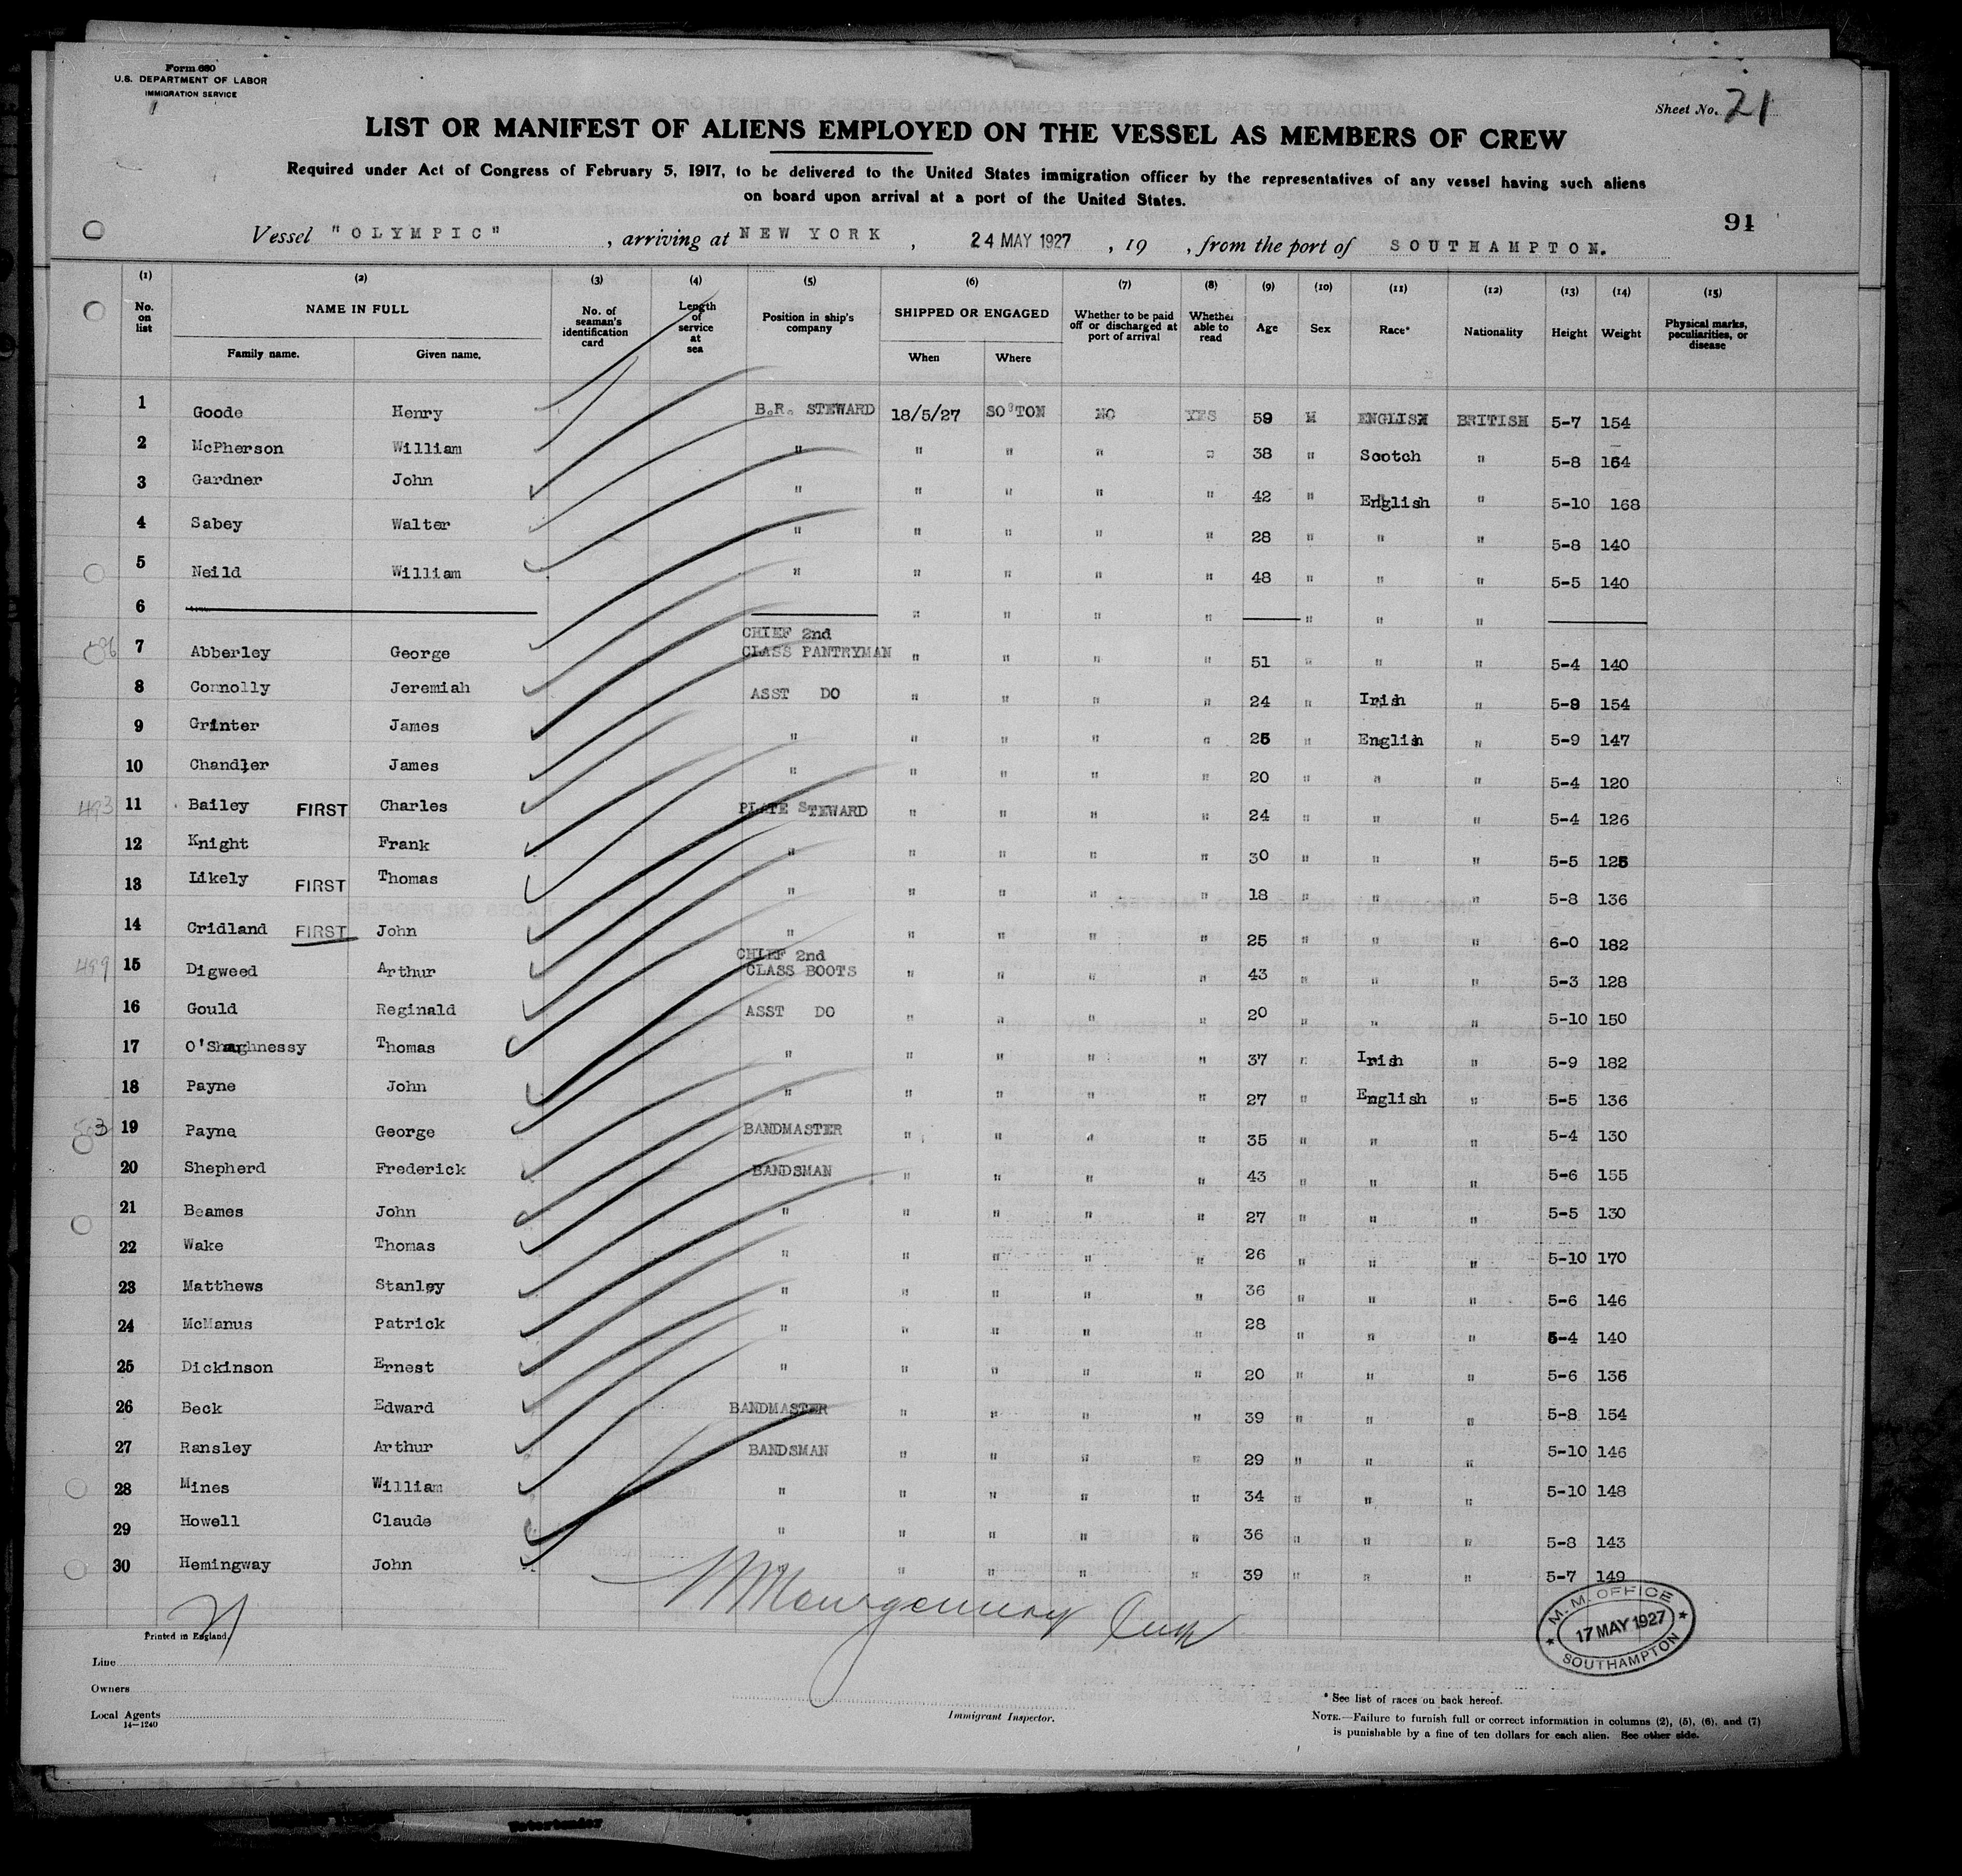 Form 680
U.S. DEPARTMENT OF LABOR
IMMIGRATION SERVICE
Sheet No. 21
LIST OR MANIFEST OF ALIENS EMPLOYED ON THE VESSEL AS MEMBERS OF CREW
Required under Act of Congress of February 5, 1917, to be delivered to the United States immigration officer by the representatives of any vessel having such aliens
on board upon arrival at a port of the United States.
91
Vessel "OLYMPIC", arriving at NEW YORK, 24 MAY 1927, 19 , from the port of SOUTHAMPTON.
(1) (2) (3) (4) (5) (6) (7) (8) (9) (10) (11) (12) (13) (14) (15)
No. on list NAME IN FULL Family name. Given name. No. of seaman's identification card Length of service at sea Position in ship's company SHIPPED OR ENGAGED When Where Whether to be paid off or discharged at port of arrival Whether able to read Age Sex Race* Nationality Height Weight Physical marks, peculiarities, or disease
1 Goode Henry B.R. STEWARD 18/5/27 SO'TON NO YES 59 M ENGLISH BRITISH 5-7 154
2 McPherson William " " " " " 38 " Scotch " 5-8 164
3 Gardner John " " " " " 42 " English " 5-10 168
4 Sabey Walter " " " " " 28 " " " 5-8 140
5 Neild William " " " " " 48 " " " 5-5 140
6 " " " " " " "
7 Abberley George CHIEF 2nd CLASS PANTRYMAN " " " " 51 " " " 5-4 140
8 Connolly Jeremiah ASST DO " " " " 24 " Irish " 5-8 154
9 Grinter James " " " " " 25 " English " 5-9 147
10 Chandler James " " " " " 20 " " " 5-4 120
493 11 Bailey FIRST Charles PLATE STEWARD " " " " 24 " " " 5-4 126
12 Knight Frank " " " " " 30 " " " 5-5 125
13 Likely FIRST Thomas " " " " " 18 " " " 5-8 136
14 Cridland FIRST John " " " " " 25 " " " 6-0 182
499 15 Digweed Arthur CHIEF 2nd CLASS BOOTS " " " " 43 " " " 5-3 128
16 Gould Reginald ASST DO " " " " 20 " " " 5-10 150
17 O'Shaughnessy Thomas " " " " " 37 " Irish " 5-9 182
18 Payne John " " " " " 27 " English " 5-5 136
503 19 Payne George BANDMASTER " " " " 35 " " " 5-4 130
20 Shepherd Frederick BANDSMAN " " " " 43 " " " 5-6 155
21 Beames John " " " " " 27 " " " 5-5 130
22 Wake Thomas " " " " " 26 " " " 5-10 170
23 Matthews Stanley " " " " " 36 " " " 5-6 146
24 McManus Patrick " " " " " 28 " " " 5-4 140
25 Dickinson Ernest " " " " " 20 " " " 5-6 136
26 Beck Edward BANDMASTER " " " " 39 " " " 5-8 154
27 Ransley Arthur BANDSMAN " " " " 29 " " " 5-10 146
28 Mines William " " " " " 34 " " " 5-10 148
29 Howell Claude " " " " " 36 " " " 5-8 143
30 Hemingway John " " " " 39 " " " 5-7 149
Montgomery
M. M. OFFICE
17 MAY 1927
SOUTHAMPTON
Printed in England.
Line
Owners
Local Agents
14-1240
Immigrant Inspector.
* See list of races on back hereof.
NOTE.—Failure to furnish full or correct information in columns (2), (5), (6), and (7)
is punishable by a fine of ten dollars for each alien. See other side.